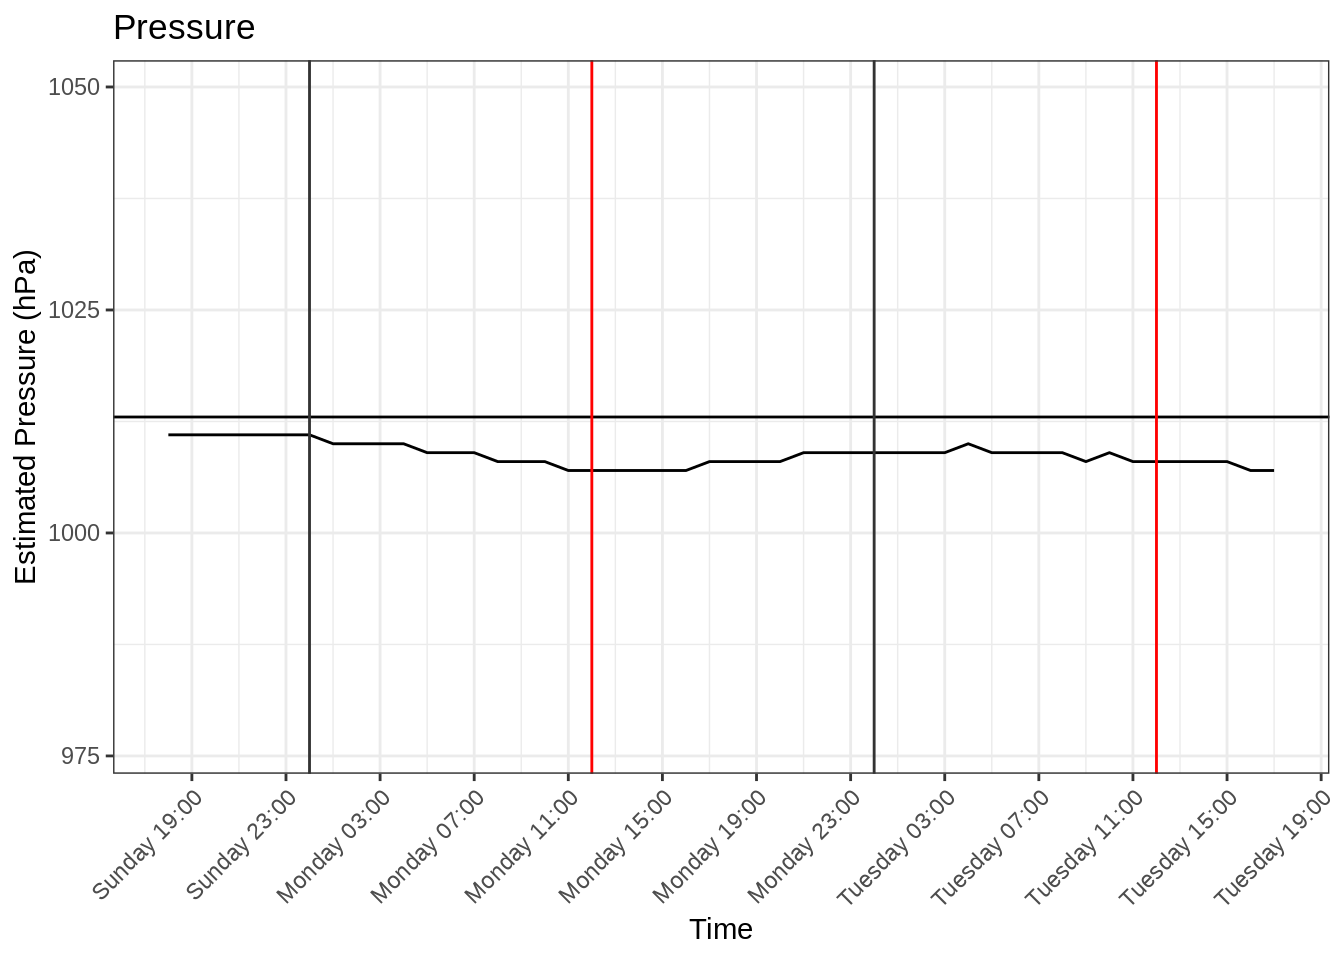 Pressure
Estimated Pressure (hPa)
1050
1025
1000
975
Sunday 19:00
Sunday 23:00
Monday 03:00
Monday 07:00
Monday 11:00
Monday 15:00
Monday 19:00
Monday 23:00
Tuesday 03:00
Tuesday 07:00
Tuesday 11:00
Tuesday 15:00
Tuesday 19:00
Time